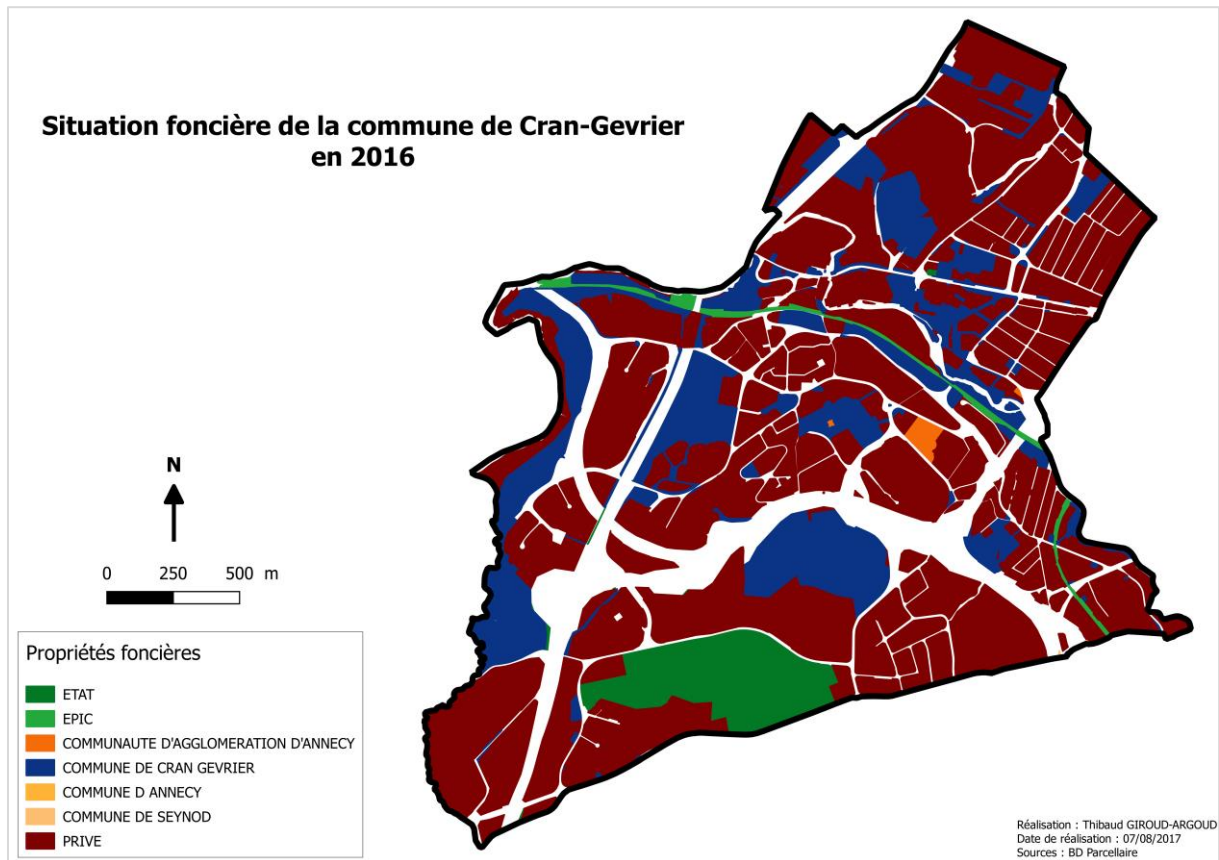 Situation foncière de la commune de Cran-Gevrier
en 2016
N
0 250 500 m
Propriétés foncières
ETAT
EPIC
COMMUNAUTE D'AGGLOMERATION D'ANNECY
COMMUNE DE CRAN GEVRIER
COMMUNE D ANNECY
COMMUNE DE SEYNOD
PRIVE
Réalisation : Thibaud GIROUD-ARGOUD
Date de réalisation : 07/08/2017
Sources : BD Parcellaire